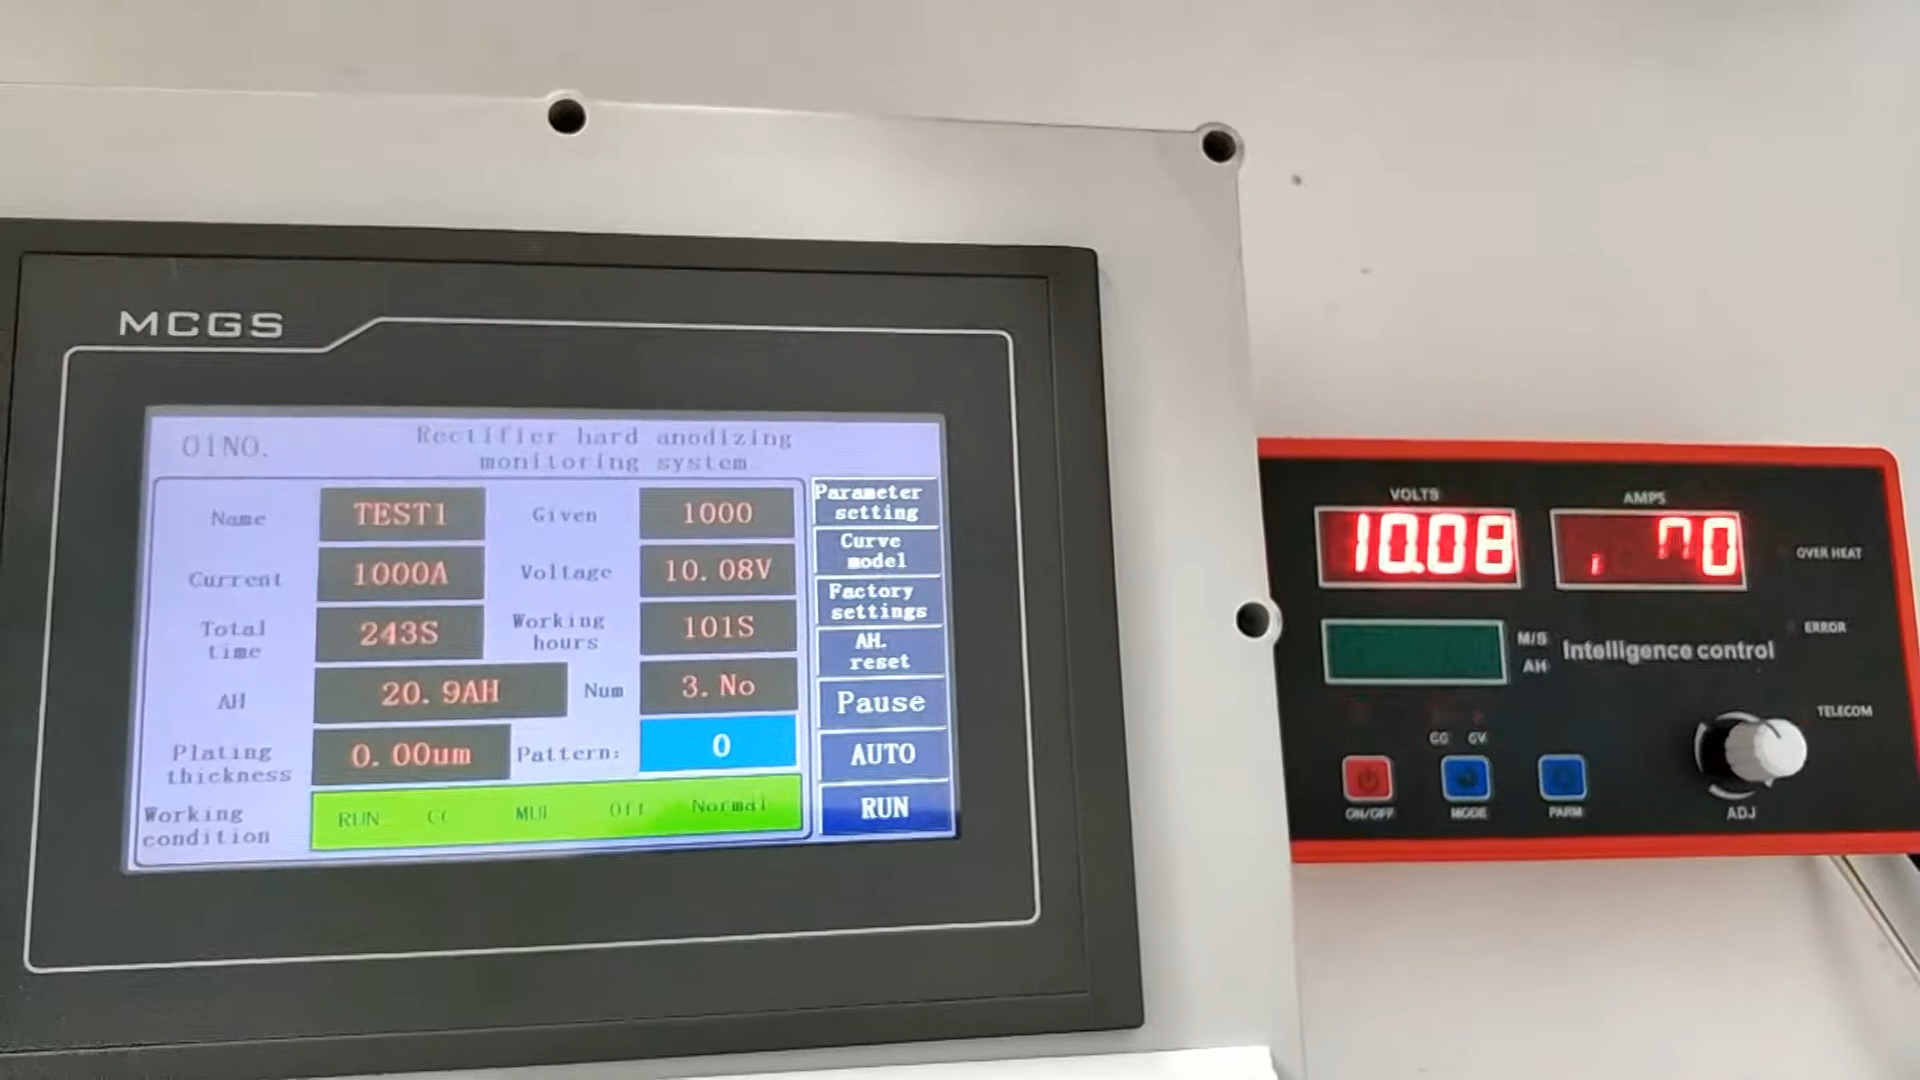 MCGS
01NO.
Rectifier hard anodizing
monitoring system
Name
TEST1
Given
1000
Current
1000A
Voltage
10.08V
Total
time
243S
Working
hours
101S
AH
20.9AH
Num
3.No
Plating
thickness
0.00um
Pattern:
0
Working
condition
RUN
CC
Off
Normal
Parameter
setting
Curve
model
Factory
settings
AH.
reset
Pause
AUTO
RUN
VOLTS
AMPS
10.08
OVER HEAT
ERROR
M/S
AH
Intelligence control
TELECOM
CC CV
ON/OFF
MODE
PARM
ADJ